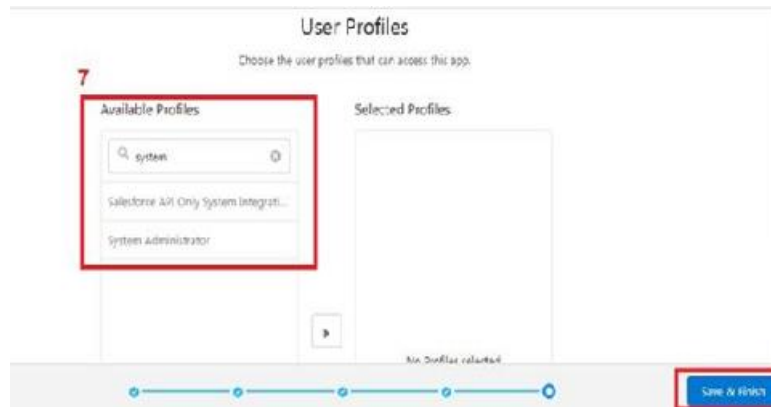 User Profiles
Choose the user profiles that can access this app.
7
Available Profiles
Selected Profiles
system
Salesforce API Only System Integrati...
System Administrator
No Profiles selected
Save & Finish